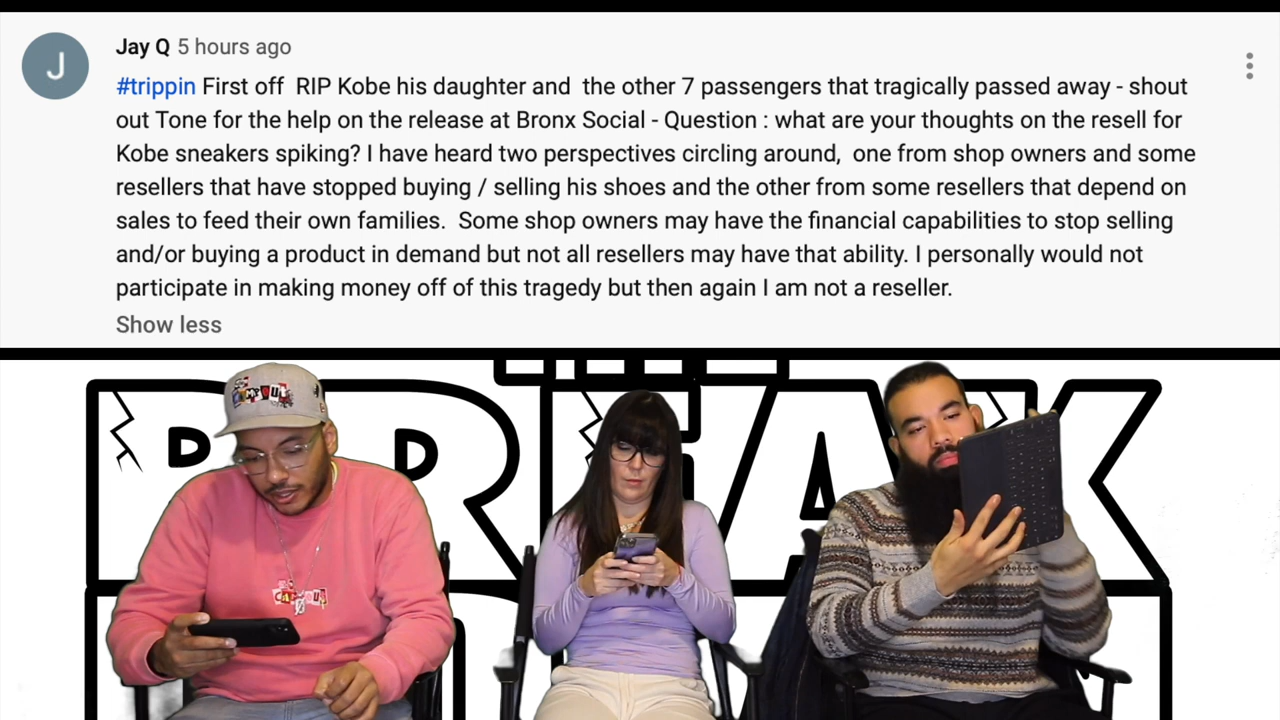 J
Jay Q 5 hours ago
#trippin First off RIP Kobe his daughter and the other 7 passengers that tragically passed away - shout
out Tone for the help on the release at Bronx Social - Question : what are your thoughts on the resell for
Kobe sneakers spiking? I have heard two perspectives circling around, one from shop owners and some
resellers that have stopped buying / selling his shoes and the other from some resellers that depend on
sales to feed their own families. Some shop owners may have the financial capabilities to stop selling
and/or buying a product in demand but not all resellers may have that ability. I personally would not
participate in making money off of this tragedy but then again I am not a reseller.
Show less